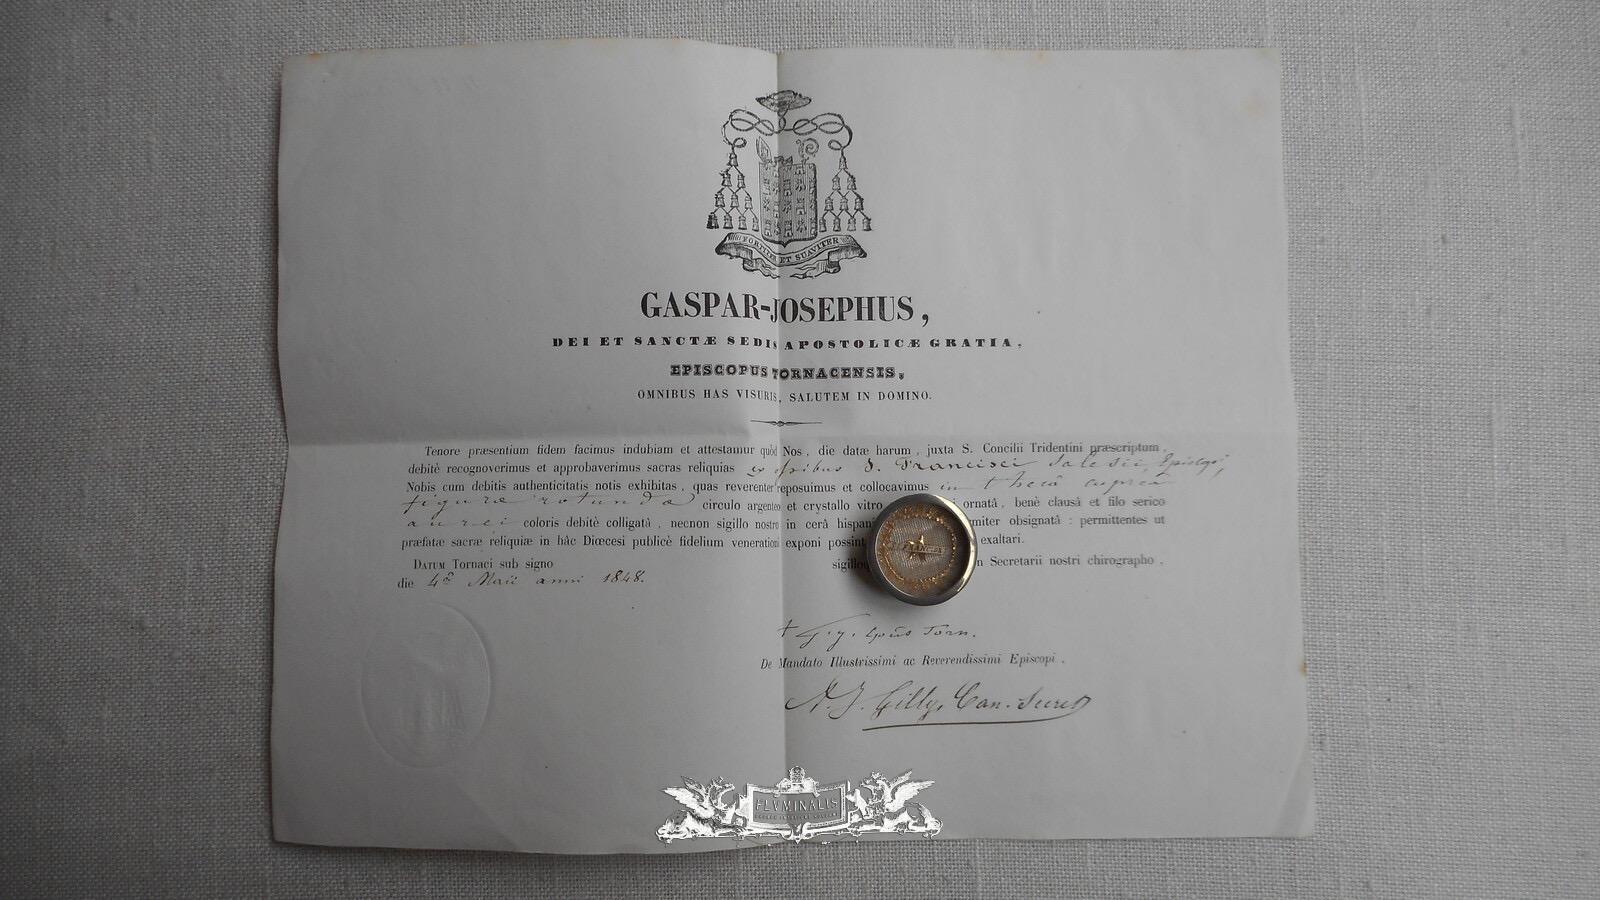 FORTITER ET SUAVITER
GASPAR-JOSEPHUS,
DEI ET SANCTÆ SEDIS APOSTOLICÆ GRATIA,
EPISCOPUS TORNACENSIS,
OMNIBUS HAS VISURIS, SALUTEM IN DOMINO.
Tenore præsentium fidem facimus indubiam et attestamur quòd Nos, die datæ harum, juxta S. Concilii Tridentini præscriptum,
debitè recognoverimus et approbaverimus sacras reliquias ex ossibus S. Francisci Salesii, Episcopi,
Nobis cum debitis authenticitatis notis exhibitas, quas reverenter reposuimus et collocavimus in thecâ cupreâ
figuræ rotundæ circulo argenteo et crystallo vitro ornatâ, benè clausâ et filo serico
aurei coloris debitè colligatâ, necnon sigillo nostro in cerâ hispan miter obsignatâ : permittentes ut
præfatæ sacræ reliquiæ in hâc Diœcesi publicè fidelium venerationi exponi possint exaltari.
DATUM Tornaci sub signo sigilloq n Secretarii nostri chirographo,
die 4â Maii anni 1848.
† G. J. Epûs Torn.
De Mandato Illustrissimi ac Reverendissimi Episcopi.
A. J. Gilly, Can. Secret
FLVMINALIS